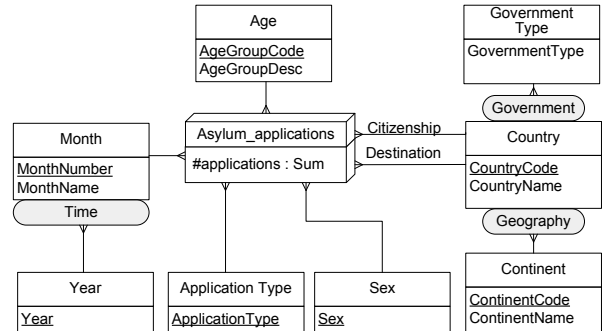 Age
AgeGroupCode
AgeGroupDesc
Government
Type
GovernmentType
Government
Month
MonthNumber
MonthName
Time
Asylum_applications
#applications : Sum
Citizenship
Destination
Country
CountryCode
CountryName
Geography
Year
Year
Application Type
ApplicationType
Sex
Sex
Continent
ContinentCode
ContinentName